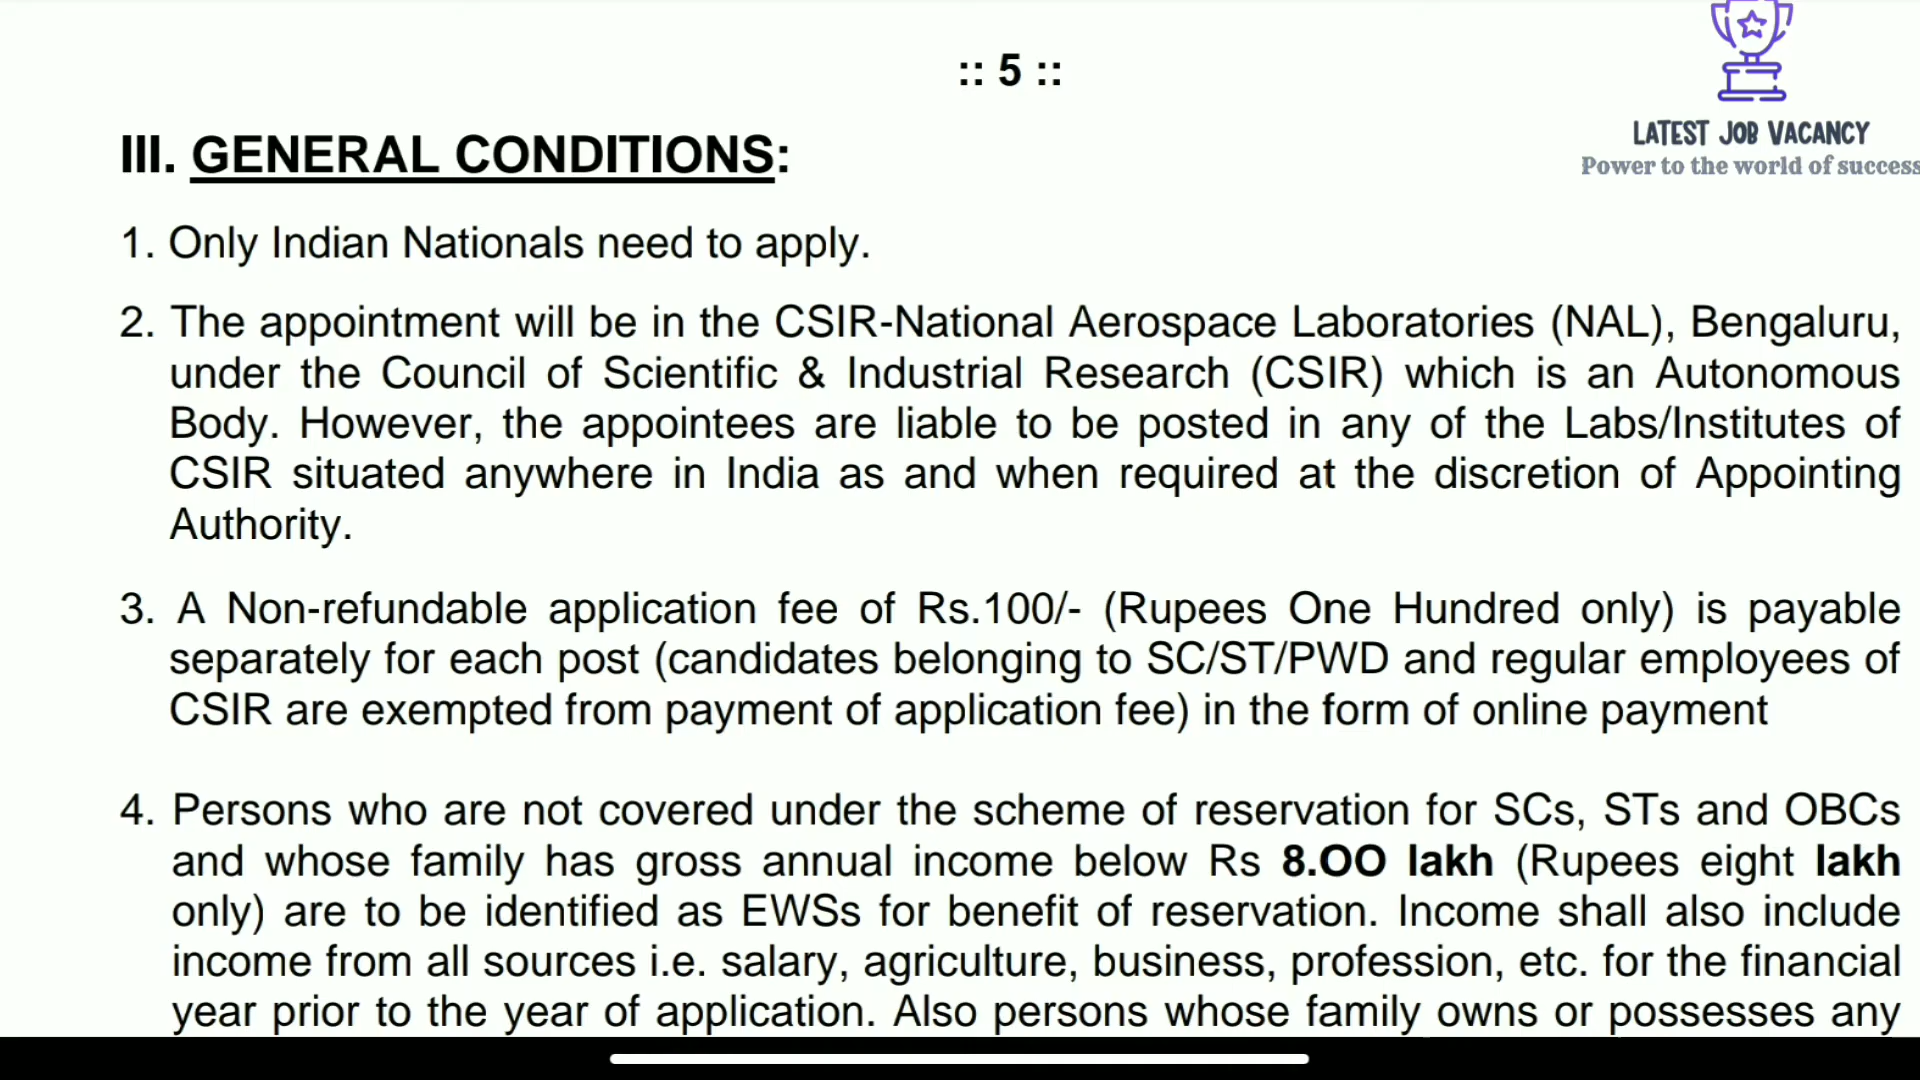 :: 5 ::
LATEST JOB VACANCY
Power to the world of success
III. GENERAL CONDITIONS:
1. Only Indian Nationals need to apply.
2. The appointment will be in the CSIR-National Aerospace Laboratories (NAL), Bengaluru,
under the Council of Scientific & Industrial Research (CSIR) which is an Autonomous
Body. However, the appointees are liable to be posted in any of the Labs/Institutes of
CSIR situated anywhere in India as and when required at the discretion of Appointing
Authority.
3. A Non-refundable application fee of Rs.100/- (Rupees One Hundred only) is payable
separately for each post (candidates belonging to SC/ST/PWD and regular employees of
CSIR are exempted from payment of application fee) in the form of online payment
4. Persons who are not covered under the scheme of reservation for SCs, STs and OBCs
and whose family has gross annual income below Rs 8.OO lakh (Rupees eight lakh
only) are to be identified as EWSs for benefit of reservation. Income shall also include
income from all sources i.e. salary, agriculture, business, profession, etc. for the financial
year prior to the year of application. Also persons whose family owns or possesses any